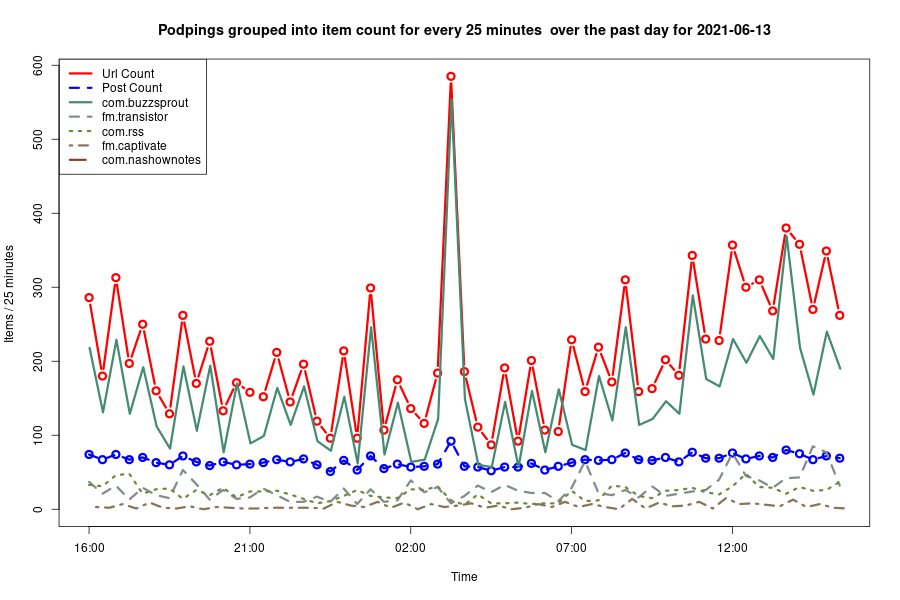 Podpings grouped into item count for every 25 minutes  over the past day for 2021-06-13
Url Count
Post Count
com.buzzsprout
fm.transistor
com.rss
fm.captivate
com.nashownotes
600
500
400
300
200
100
0
Items / 25 minutes
16:00 21:00 02:00 07:00 12:00
Time